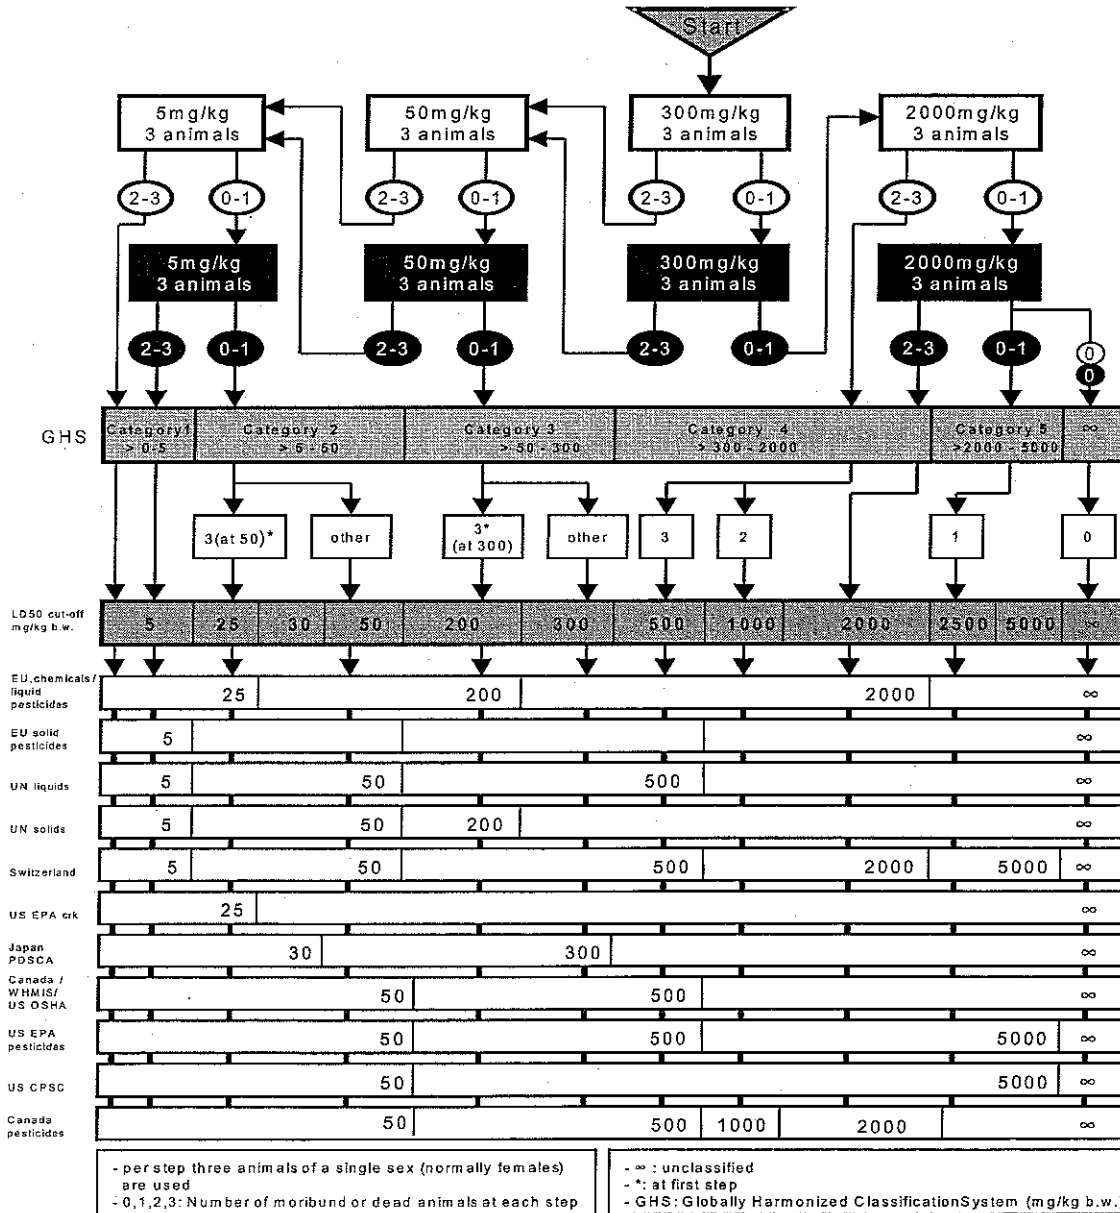 Start
5mg/kg
3 animals
50mg/kg
3 animals
300mg/kg
3 animals
2000mg/kg
3 animals
2-3
0-1
2-3
0-1
2-3
0-1
2-3
0-1
5mg/kg
3 animals
50mg/kg
3 animals
300mg/kg
3 animals
2000mg/kg
3 animals
2-3
0-1
2-3
0-1
2-3
0-1
2-3
0-1
0
0
GHS
Category1
> 0-5
Category 2
> 5 - 50
Category 3
> 50 - 300
Category 4
> 300 - 2000
Category 5
>2000 - 5000
∞
3(at 50)*
other
3*
(at 300)
other
3
2
1
0
LD50 cut-off
mg/kg b.w.
5
25
30
50
200
300
500
1000
2000
2500
5000
∞
EU,chemicals/
liquid
pesticides
25
200
2000
∞
EU solid
pesticides
5
∞
UN liquids
5
50
500
∞
UN solids
5
50
200
∞
Switzerland
5
50
500
2000
5000
∞
US EPA crk
25
∞
Japan
PDSCA
30
300
∞
Canada /
WHMIS/
US OSHA
50
500
∞
US EPA
pesticides
50
500
5000
∞
US CPSC
50
5000
∞
Canada
pesticides
50
500
1000
2000
∞
- per step three animals of a single sex (normally females)
are used
- 0,1,2,3: Number of moribund or dead animals at each step
- ∞ : unclassified
- *: at first step
- GHS: Globally Harmonized ClassificationSystem (mg/kg b.w.